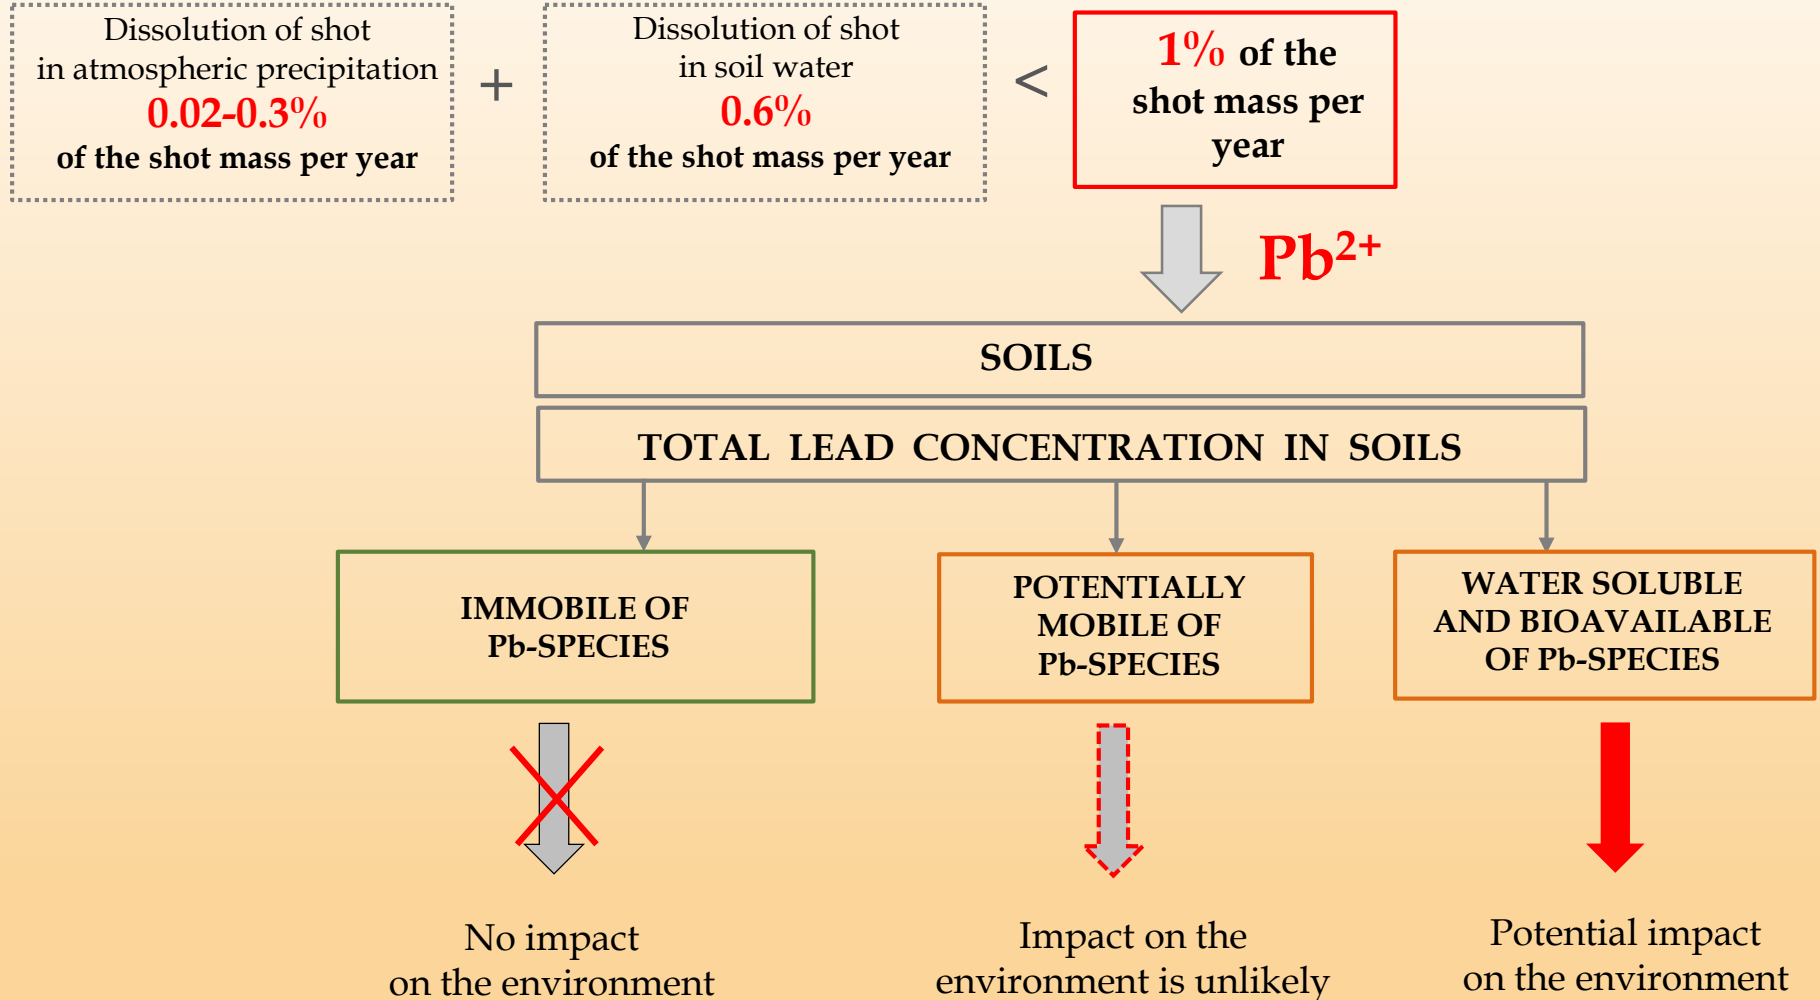 Dissolution of shot
in atmospheric precipitation
0.02-0.3%
of the shot mass per year
+
Dissolution of shot
in soil water
0.6%
of the shot mass per year
<
1% of the
shot mass per
year
Pb²⁺
SOILS
TOTAL LEAD CONCENTRATION IN SOILS
IMMOBILE OF
Pb-SPECIES
POTENTIALLY
MOBILE OF
Pb-SPECIES
WATER SOLUBLE
AND BIOAVAILABLE
OF Pb-SPECIES
No impact
on the environment
Impact on the
environment is unlikely
Potential impact
on the environment